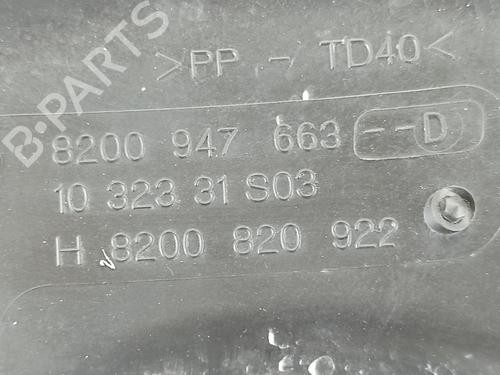 >PP - TD40<
B-PARTS
8200 947 663 --D
10 323 31 S03
H 8200 820 922